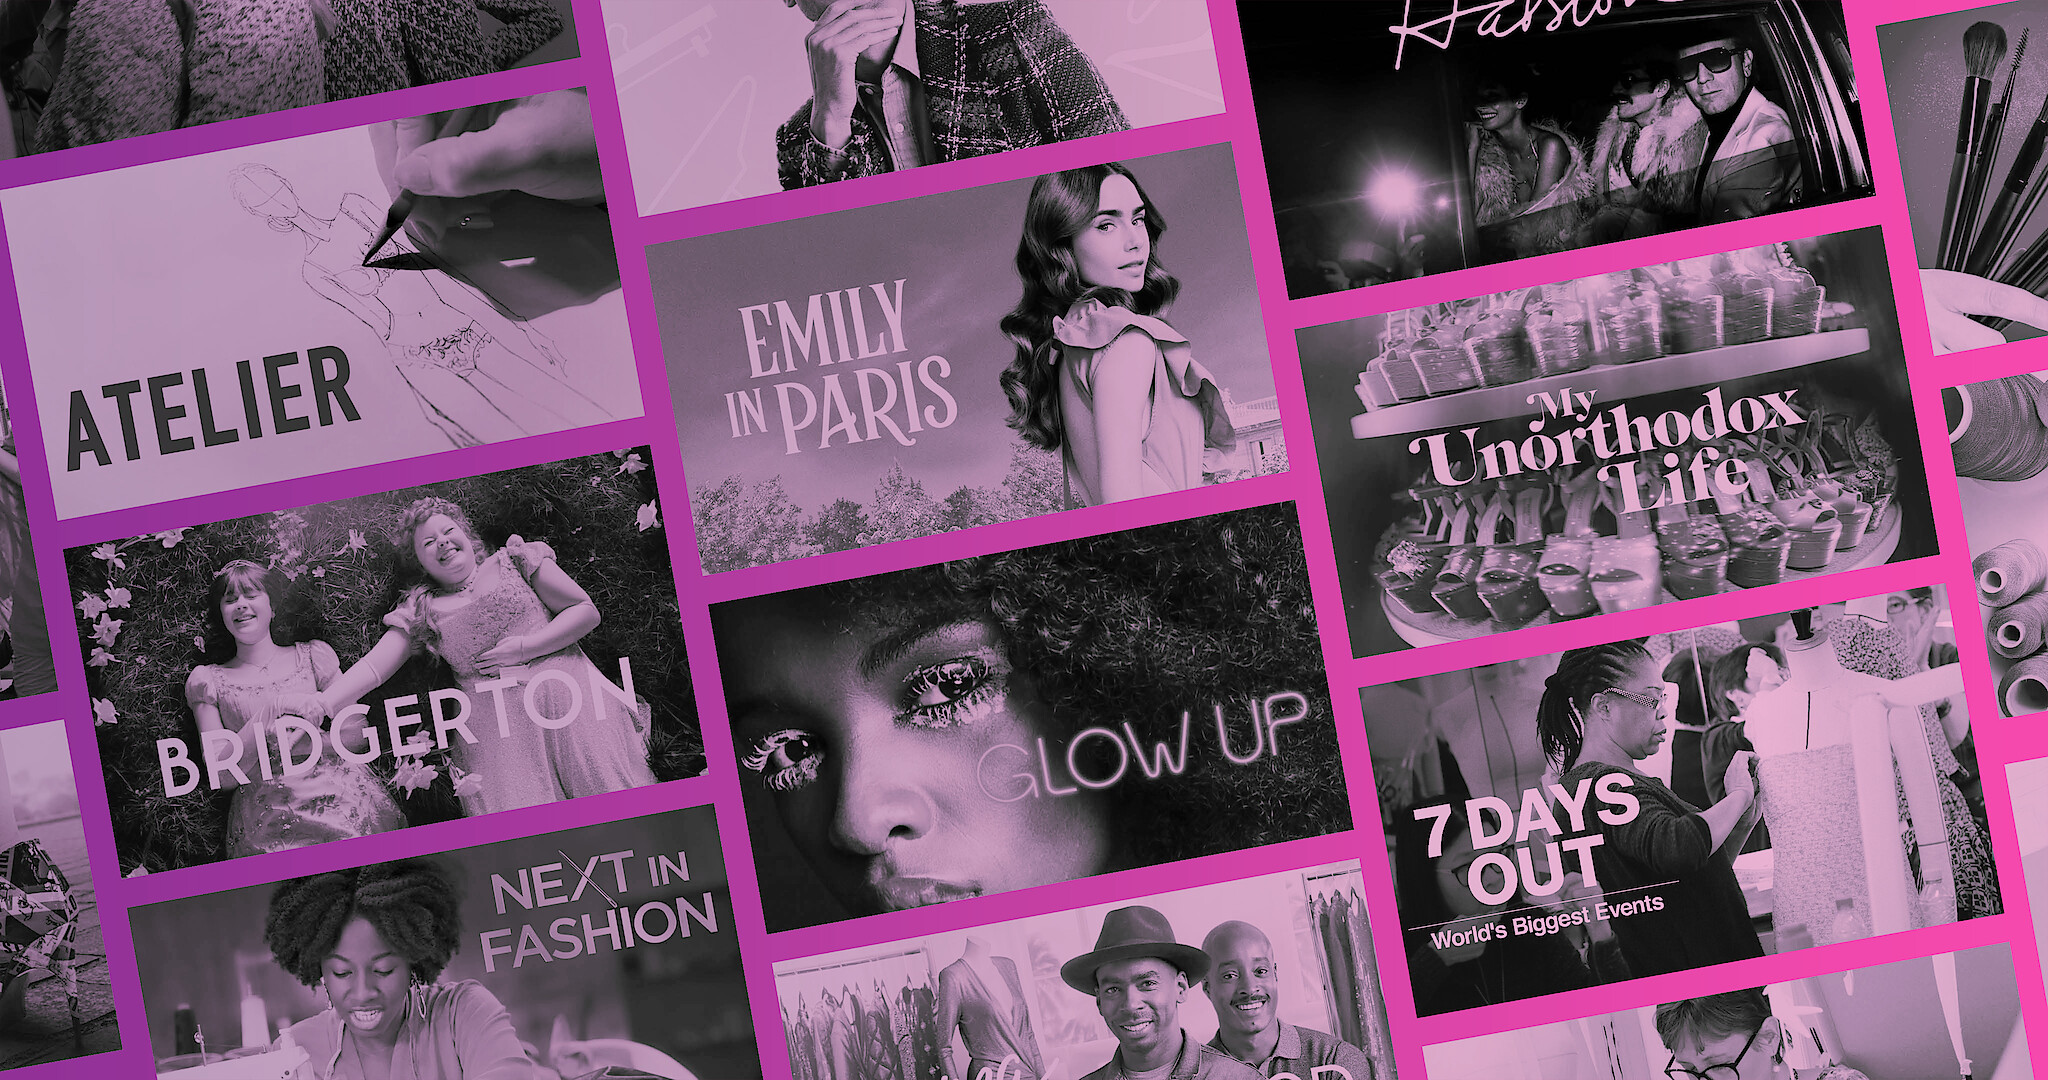 Halston
ATELIER
EMILY
IN PARIS
My
Unorthodox
Life
BRIDGERTON
GLOW UP
7 DAYS
OUT
World's Biggest Events
NEXT IN
FASHION